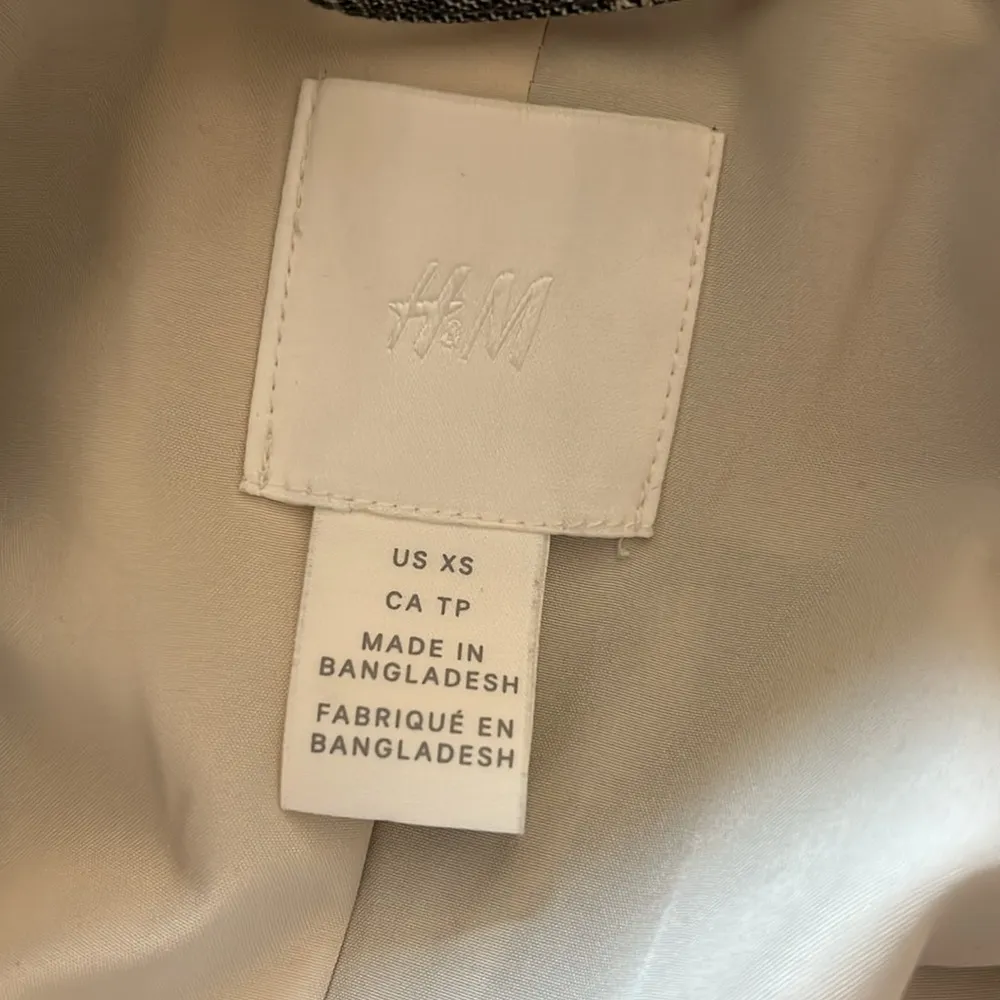 H&M
US XS
CA TP
MADE IN
BANGLADESH
FABRIQUÉ EN
BANGLADESH